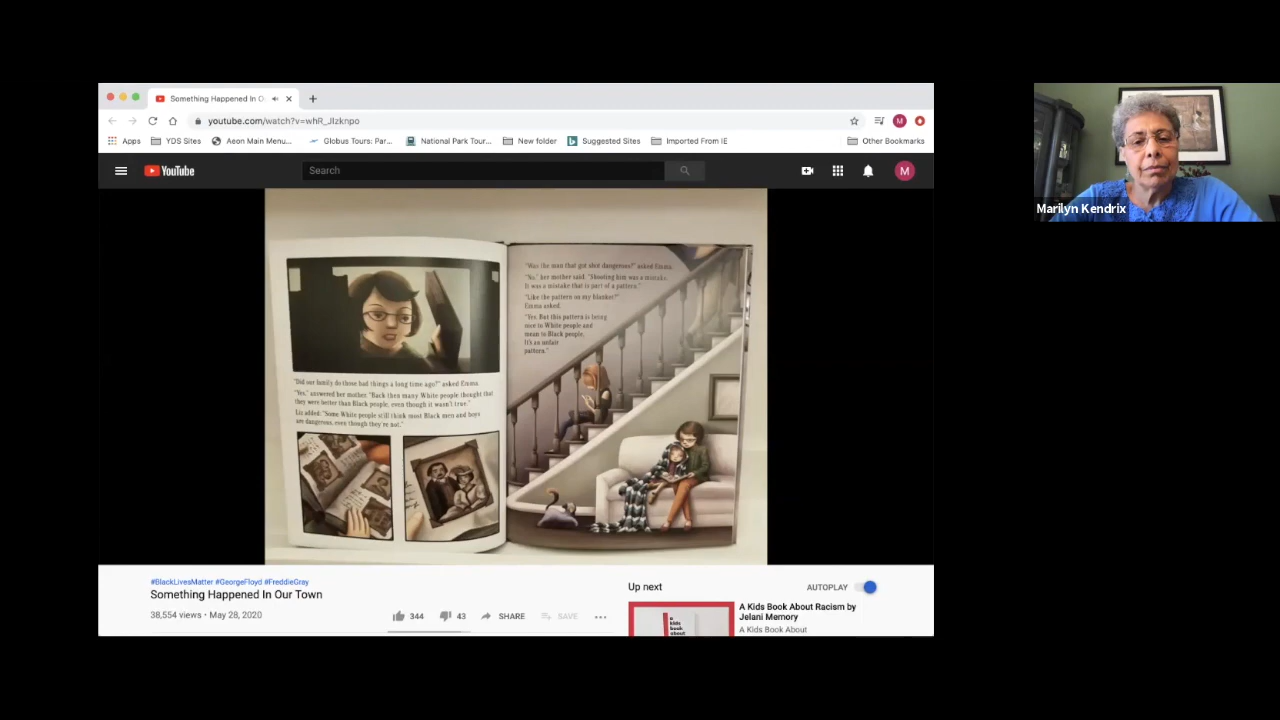 Something Happened In O
youtube.com/watch?v=whR_JIzknpo
M
Apps
YDS Sites
Aeon Main Menu...
Globus Tours: Par...
National Park Tour...
New folder
Suggested Sites
Imported From IE
Other Bookmarks
YouTube
Search
M
"Did our family do those bad things a long time ago?" asked Emma.
"Yes," answered her mother. "Back then many White people thought that
they were better than Black people, even though it wasn't true."
Liz added: "Some White people still think most Black men and boys
are dangerous, even though they're not."
"Was the man that got shot dangerous?" asked Emma.
"No," her mother said. "Shooting him was a mistake.
It was a mistake that is part of a pattern."
"Like the pattern on my blanket?"
Emma asked.
"Yes. But this pattern is being
nice to White people and
mean to Black people.
It's an unfair
pattern."
#BlackLivesMatter #GeorgeFloyd #FreddieGray
Something Happened In Our Town
38,554 views • May 28, 2020
344
43
SHARE
SAVE
Up next
AUTOPLAY
A Kids Book About Racism by
Jelani Memory
A Kids Book About
a
kids
book
about
Marilyn Kendrix